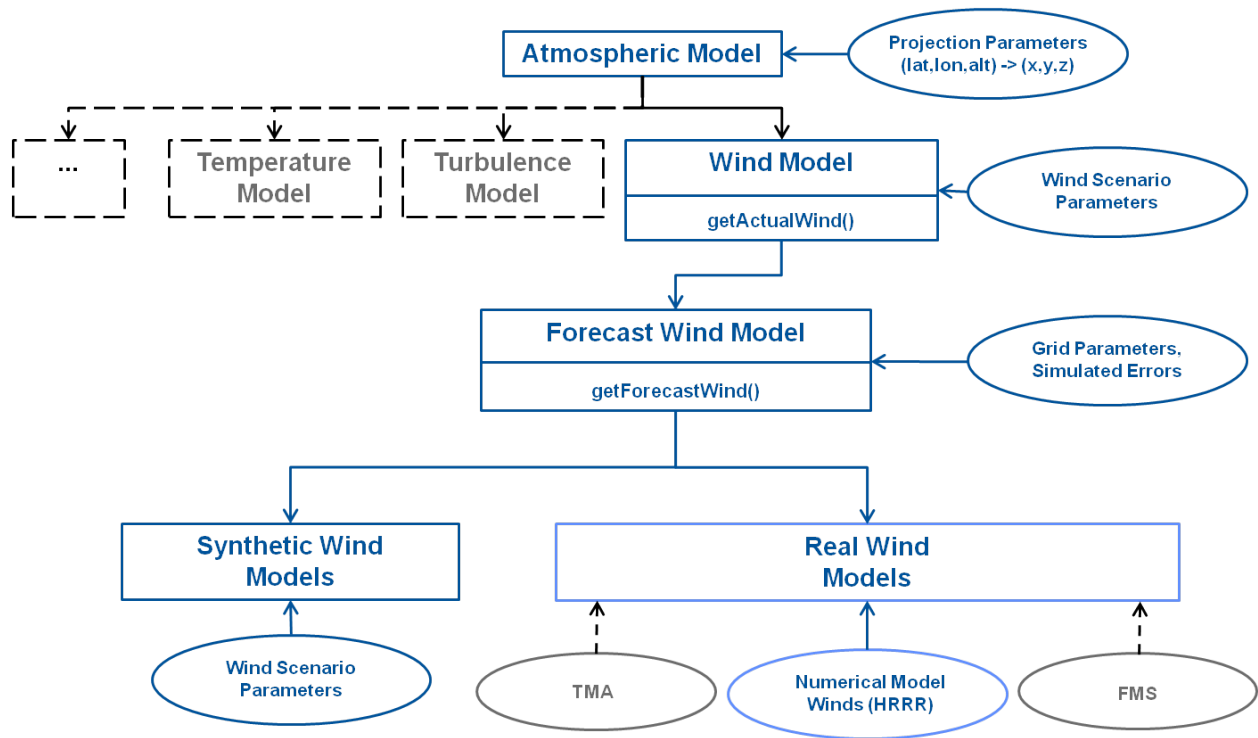 Atmospheric Model
Projection Parameters
(lat,lon,alt) -> (x,y,z)
...
Temperature
Model
Turbulence
Model
Wind Model
getActualWind()
Wind Scenario
Parameters
Forecast Wind Model
getForecastWind()
Grid Parameters,
Simulated Errors
Synthetic Wind
Models
Real Wind
Models
Wind Scenario
Parameters
TMA
Numerical Model
Winds (HRRR)
FMS